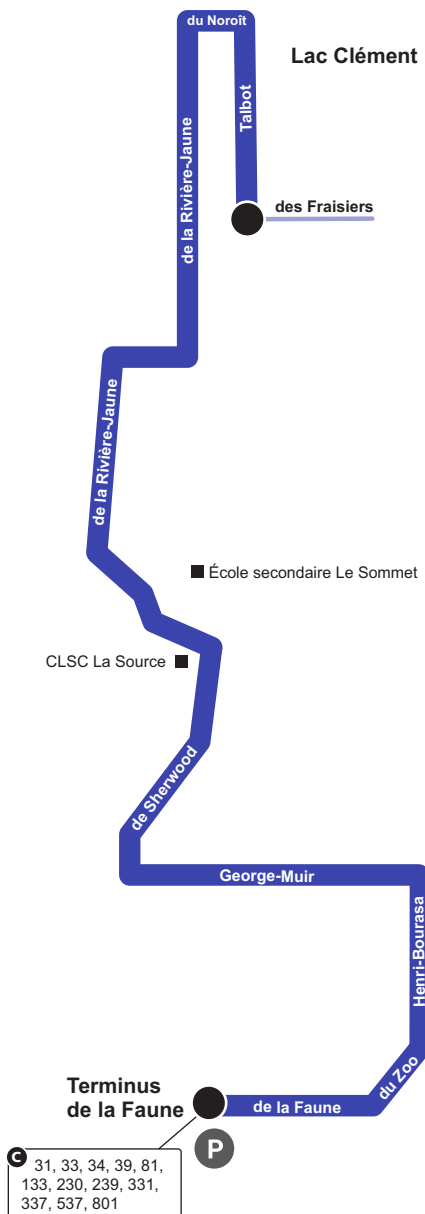 du Noroît
Lac Clément
Talbot
de la Rivière-Jaune
des Fraisiers
de la Rivière-Jaune
École secondaire Le Sommet
CLSC La Source
de Sherwood
George-Muir
Henri-Bourasa
du Zoo
Terminus
de la Faune
de la Faune
P
C 31, 33, 34, 39, 81,
133, 230, 239, 331,
337, 537, 801